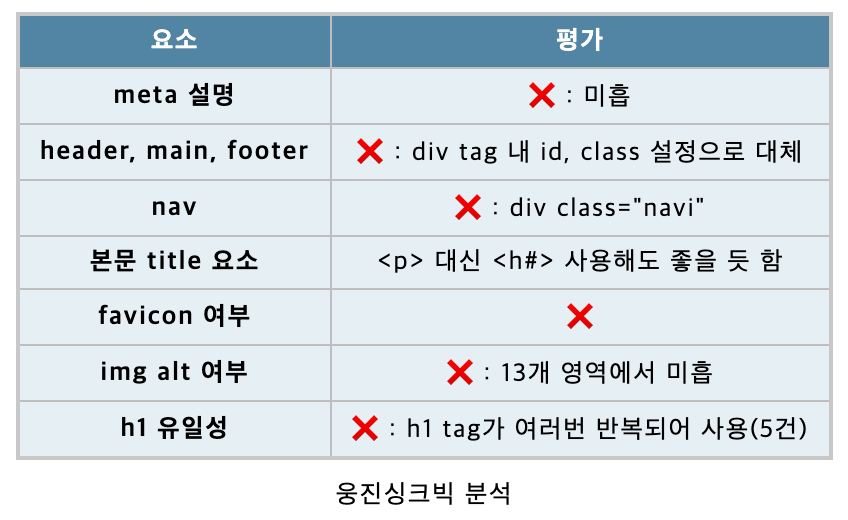 요소 평가
meta 설명 ❌ : 미흡
header, main, footer ❌ : div tag 내 id, class 설정으로 대체
nav ❌ : div class="navi"
본문 title 요소 <p> 대신 <h#> 사용해도 좋을 듯 함
favicon 여부 ❌
img alt 여부 ❌ : 13개 영역에서 미흡
h1 유일성 ❌ : h1 tag가 여러번 반복되어 사용(5건)
웅진싱크빅 분석